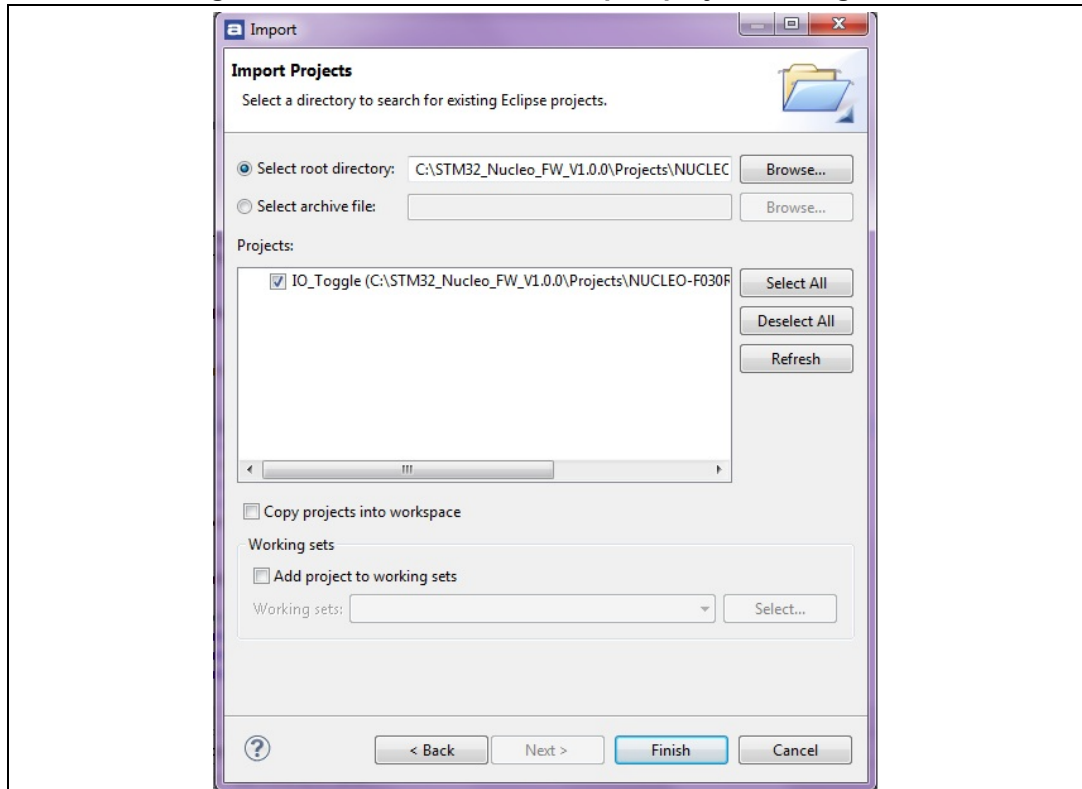 Import
Import Projects
Select a directory to search for existing Eclipse projects.
Select root directory: C:\STM32_Nucleo_FW_V1.0.0\Projects\NUCLEC Browse...
Select archive file: Browse...
Projects:
IO_Toggle (C:\STM32_Nucleo_FW_V1.0.0\Projects\NUCLEO-F030R Select All
Deselect All
Refresh
Copy projects into workspace
Working sets
Add project to working sets
Working sets: Select...
? < Back Next > Finish Cancel